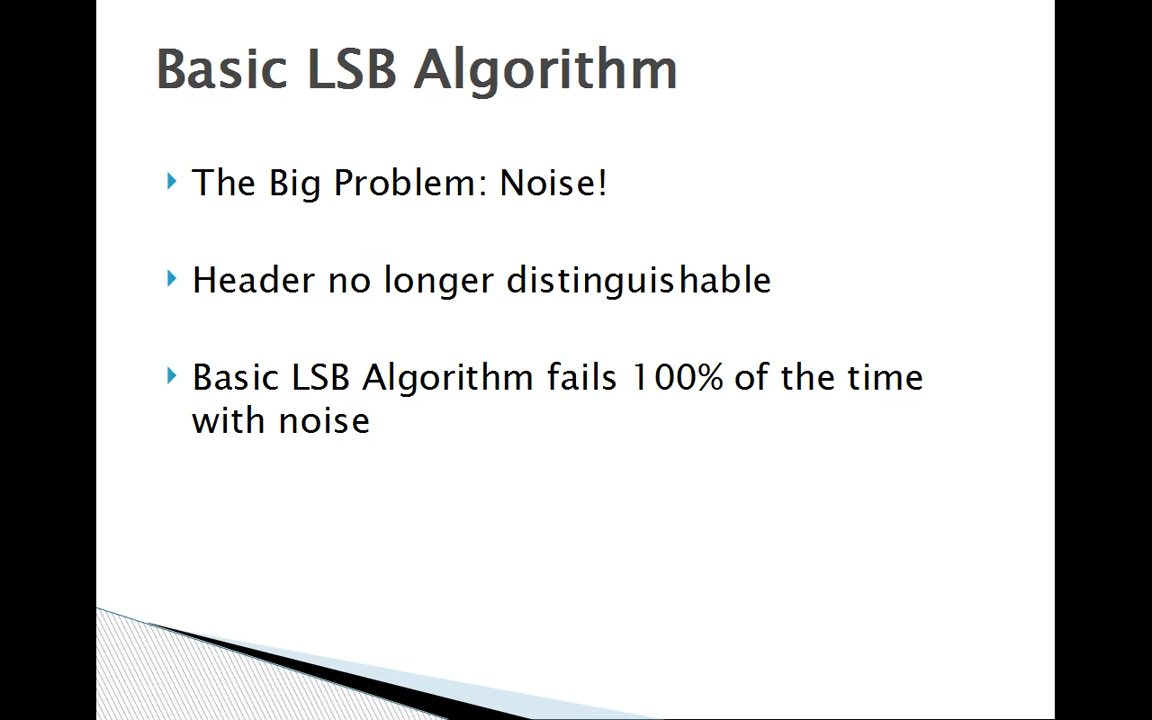 Basic LSB Algorithm
The Big Problem: Noise!
Header no longer distinguishable
Basic LSB Algorithm fails 100% of the time
with noise